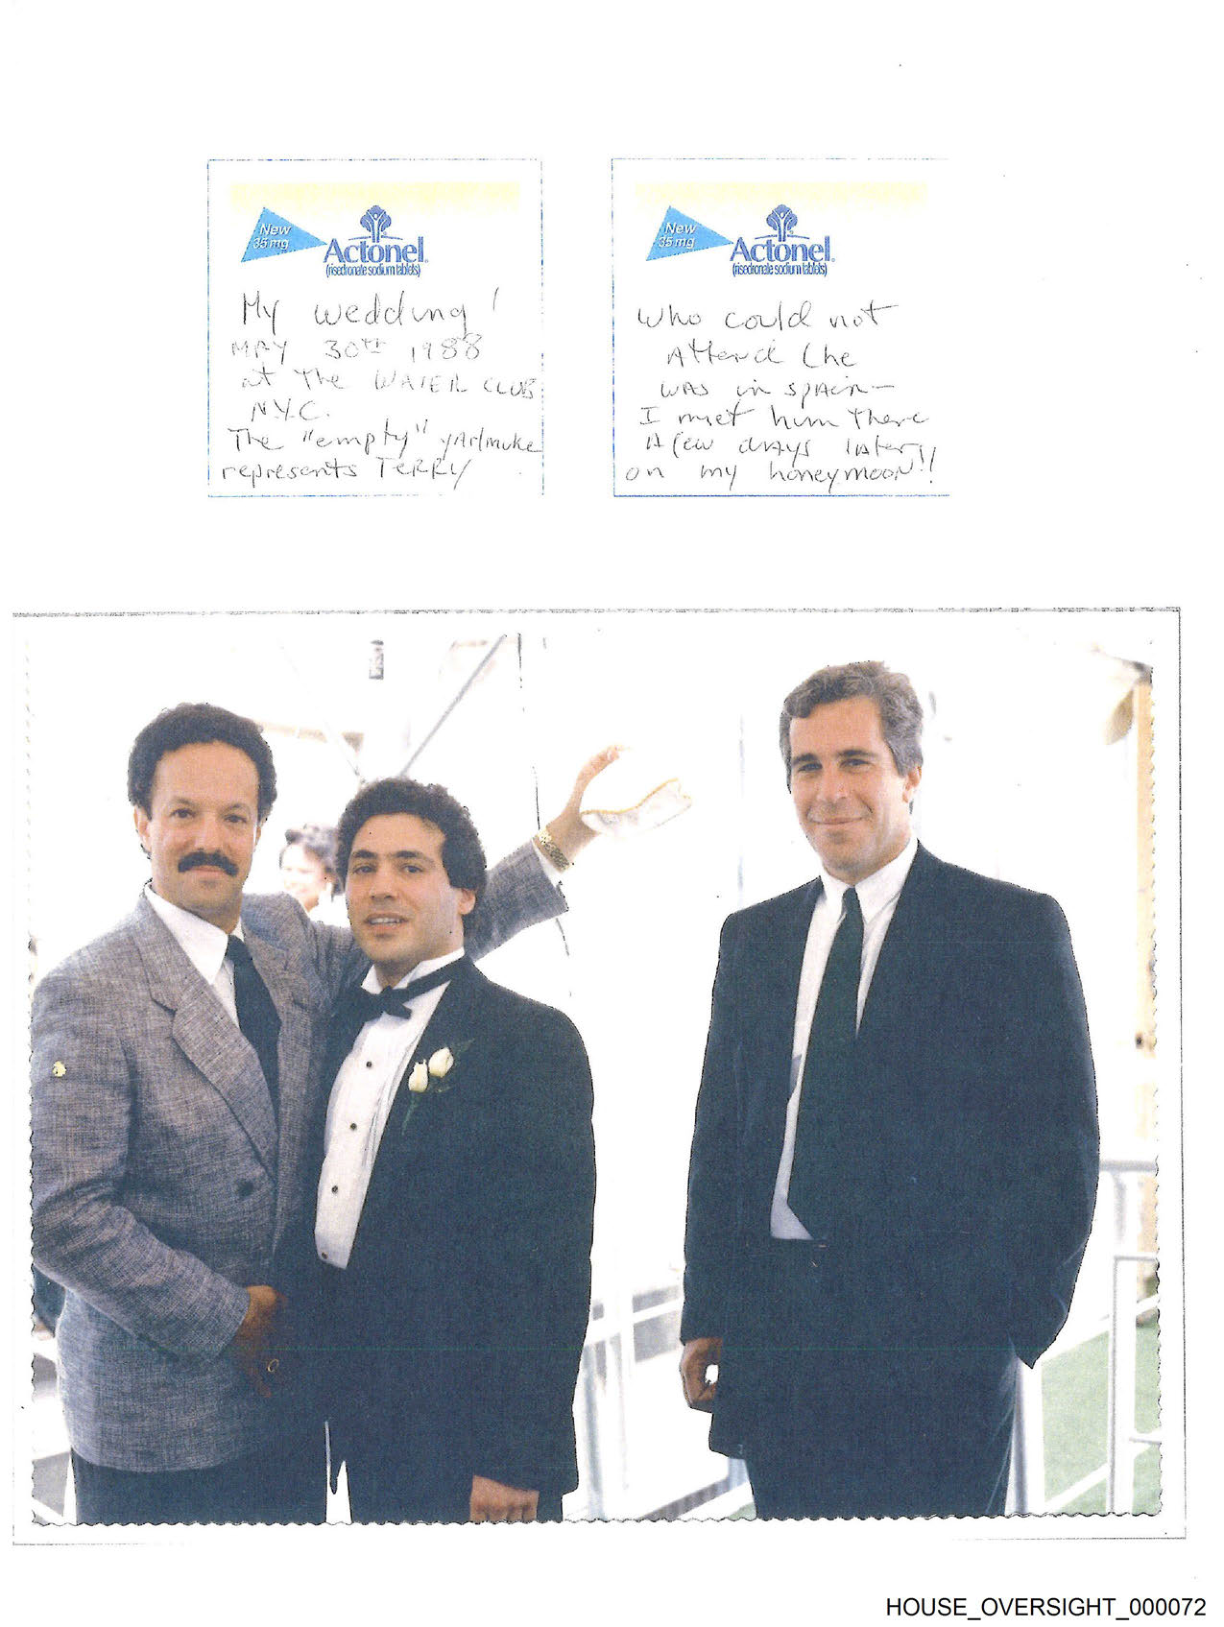 New
35 mg
Actonel
(risedronate sodium tablets)
My wedding!
MAY 30th 1988
at The WATER CLUB
N.Y.C.
The "empty" yArlmuke
represents TERRY
New
35 mg
Actonel
(risedronate sodium tablets)
who could not
Attend (he
was in spAin-
I met him there
A few days later)!
on my honeymoon!!
HOUSE_OVERSIGHT_000072